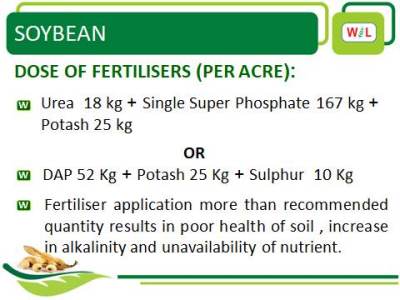 SOYBEAN
WiiL
DOSE OF FERTILISERS (PER ACRE):
Urea 18 kg + Single Super Phosphate 167 kg +
Potash 25 kg
OR
DAP 52 Kg + Potash 25 Kg + Sulphur 10 Kg
Fertiliser application more than recommended
quantity results in poor health of soil , increase
in alkalinity and unavailability of nutrient.